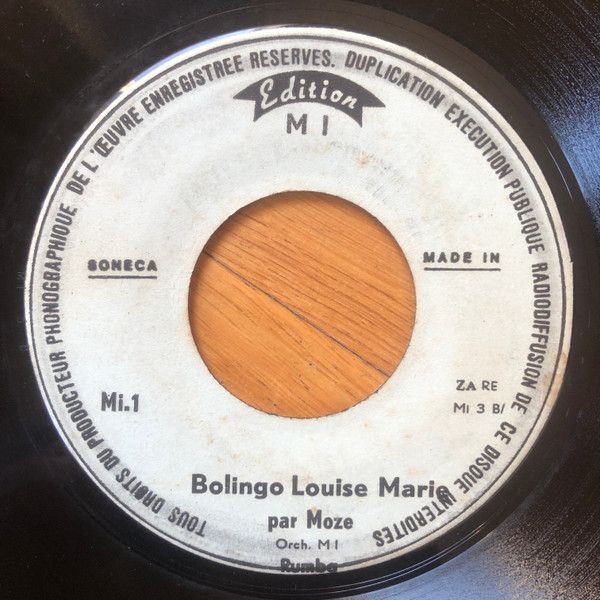 TOUS DROITS DU PRODUCTEUR PHONOGRAPHIQUE DE L'ŒUVRE ENREGISTREE RESERVES. DUPLICATION EXECUTION PUBLIQUE RADIODIFFUSION DE CE DISQUE INTERDITES
Edition
MI
SONECA
MADE IN
ZA RE
Mi.1
Mi 3 B/
Bolingo Louise Marie
par Moze
Orch. MI
Rumba